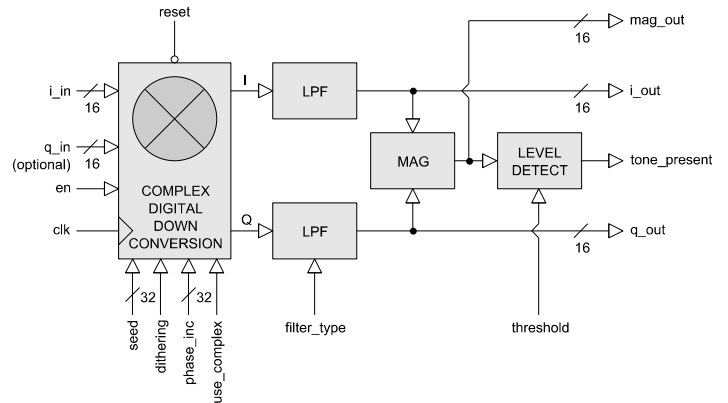 reset
mag_out
16
i_in
16
I
LPF
i_out
16
q_in
(optional)
16
MAG
LEVEL
DETECT
tone_present
en
COMPLEX
DIGITAL
DOWN
CONVERSION
clk
Q
LPF
q_out
16
32
32
seed
dithering
phase_inc
use_complex
filter_type
threshold